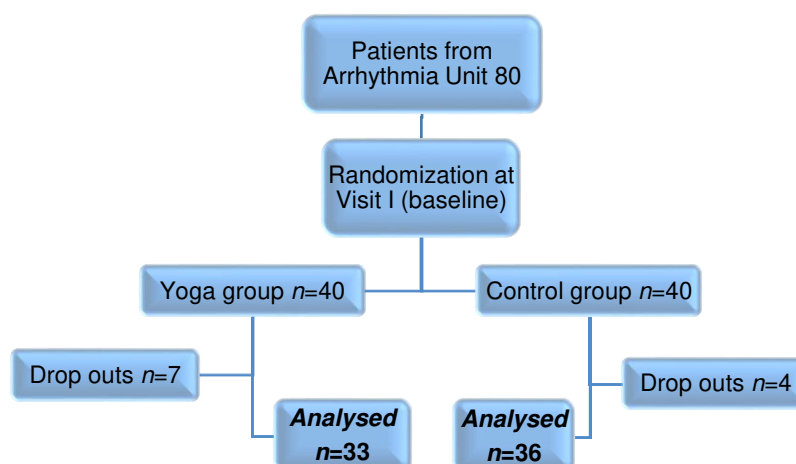 Patients from
Arrhythmia Unit 80
Randomization at
Visit I (baseline)
Yoga group n=40
Control group n=40
Drop outs n=7
Drop outs n=4
Analysed
n=33
Analysed
n=36